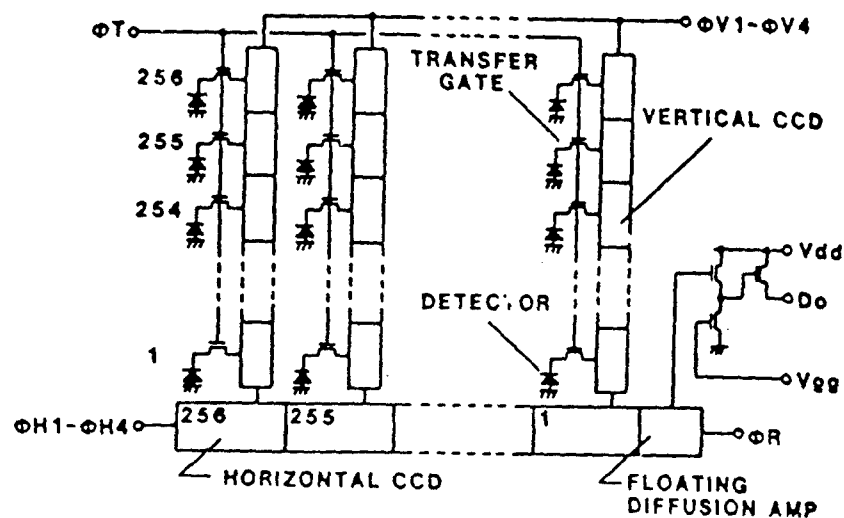 ΦT
ΦV1-ΦV4
TRANSFER
GATE
256
VERTICAL CCD
255
254
Vdd
Do
DETECTOR
1
Vgg
ΦH1-ΦH4
256
255
1
ΦR
HORIZONTAL CCD
FLOATING
DIFFUSION AMP